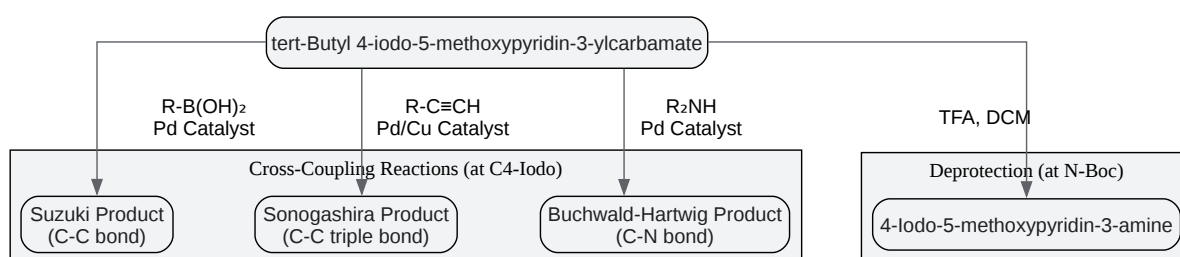 tert-Butyl 4-iodo-5-methoxypyridin-3-ylcarbamate
R-B(OH)₂
Pd Catalyst
R-C≡CH
Pd/Cu Catalyst
R₂NH
Pd Catalyst
TFA, DCM
Cross-Coupling Reactions (at C4-Iodo)
Deprotection (at N-Boc)
Suzuki Product
(C-C bond)
Sonogashira Product
(C-C triple bond)
Buchwald-Hartwig Product
(C-N bond)
4-Iodo-5-methoxypyridin-3-amine